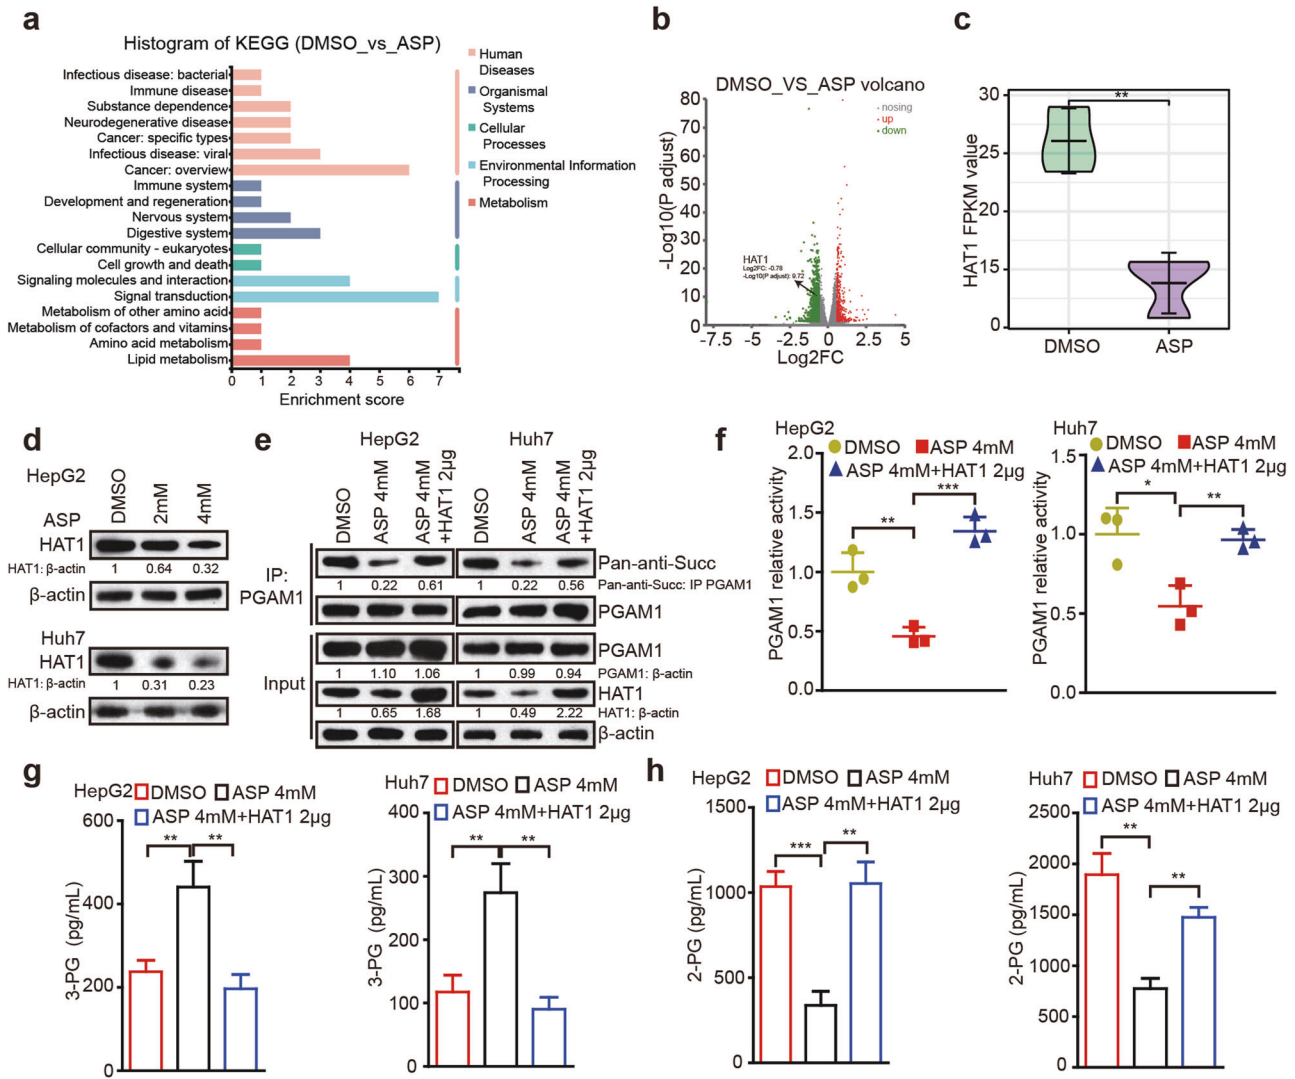 a
Histogram of KEGG (DMSO_vs_ASP)
Infectious disease: bacterial
Immune disease
Substance dependence
Neurodegenerative disease
Cancer: specific types
Infectious disease: viral
Cancer: overview
Immune system
Development and regeneration
Nervous system
Digestive system
Cellular community - eukaryotes
Cell growth and death
Signaling molecules and interaction
Signal transduction
Metabolism of other amino acid
Metabolism of cofactors and vitamins
Amino acid metabolism
Lipid metabolism
0 1 2 3 4 5 6 7
Enrichment score
Human
Diseases
Organismal
Systems
Cellular
Processes
Environmental Information
Processing
Metabolism
b
DMSO_VS_ASP volcano
nosing
up
down
-Log10(P adjust)
80
70
60
50
40
30
20
10
0
HAT1
Log2FC: -0.78
-Log10(P adjust): 9.72
-7.5 -5 -2.5 0 2.5 5
Log2FC
c
HAT1 FPKM value
30
25
20
15
0
**
DMSO ASP
d
HepG2
ASP
DMSO 2mM 4mM
HAT1
HAT1: β-actin 1 0.64 0.32
β-actin
Huh7
HAT1
HAT1: β-actin 1 0.31 0.23
β-actin
e
HepG2 Huh7
DMSO
ASP 4mM
ASP 4mM
+HAT1 2μg
DMSO
ASP 4mM
ASP 4mM
+HAT1 2μg
IP:
PGAM1
Pan-anti-Succ
1 0.22 0.61 1 0.22 0.56 Pan-anti-Succ: IP PGAM1
PGAM1
Input
PGAM1
1 1.10 1.06 1 0.99 0.94 PGAM1: β-actin
HAT1
1 0.65 1.68 1 0.49 2.22 HAT1: β-actin
β-actin
f
HepG2
DMSO ASP 4mM
ASP 4mM+HAT1 2μg
PGAM1 relative activity
2.0
1.5
1.0
0.5
0.0
**
***
Huh7
DMSO ASP 4mM
ASP 4mM+HAT1 2μg
PGAM1 relative activity
1.5
1.0
0.5
0.0
*
**
g
HepG2 DMSO ASP 4mM
ASP 4mM+HAT1 2μg
3-PG (pg/mL)
600
400
200
0
** **
Huh7 DMSO ASP 4mM
ASP 4mM+HAT1 2μg
3-PG (pg/mL)
400
300
200
100
0
** **
h
HepG2 DMSO ASP 4mM
ASP 4mM+HAT1 2μg
2-PG (pg/mL)
1500
1000
500
0
*** **
Huh7 DMSO ASP 4mM
ASP 4mM+HAT1 2μg
2-PG (pg/mL)
2500
2000
1500
1000
500
0
**
**